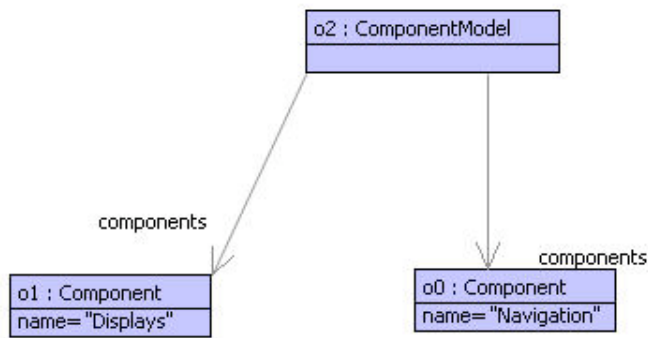 o2 : ComponentModel
components
components
o1 : Component
name="Displays"
o0 : Component
name="Navigation"